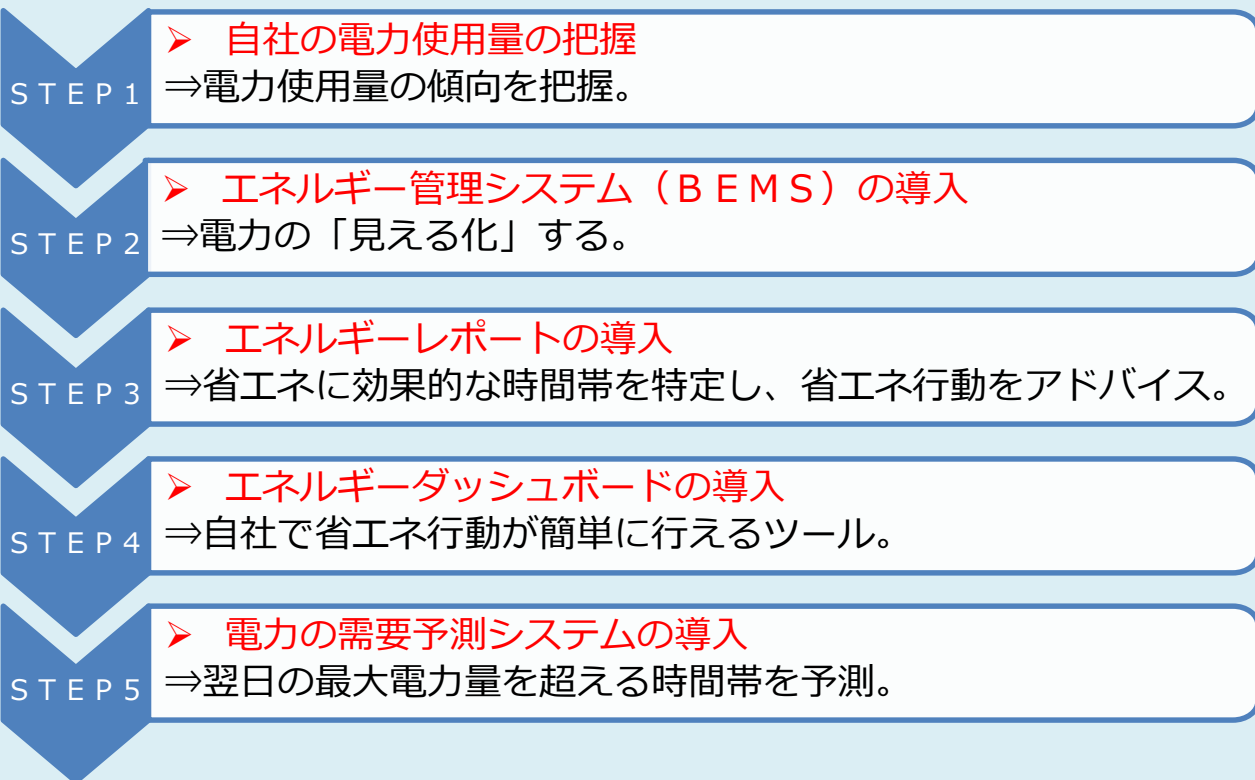 STEP1
➢ 自社の電力使用量の把握
⇒電力使用量の傾向を把握。
STEP2
➢ エネルギー管理システム（ＢＥＭＳ）の導入
⇒電力の「見える化」する。
STEP3
➢ エネルギーレポートの導入
⇒省エネに効果的な時間帯を特定し、省エネ行動をアドバイス。
STEP4
➢ エネルギーダッシュボードの導入
⇒自社で省エネ行動が簡単に行えるツール。
STEP5
➢ 電力の需要予測システムの導入
⇒翌日の最大電力量を超える時間帯を予測。